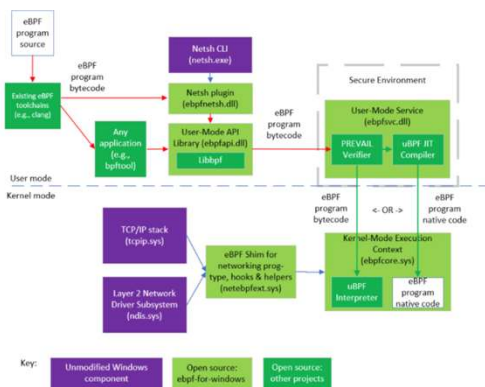 eBPF
program
source
eBPF
program
bytecode
Existing eBPF
toolchains
(e.g., clang)
Any
application
(e.g.,
bpftool)
Netsh CLI
(netsh.exe)
Netsh plugin
(ebpfnetsh.dll)
User-Mode API
Library (ebpfapi.dll)
Libbpf
eBPF
program
bytecode
Secure Environment
User-Mode Service
(ebpfsvc.dll)
PREVAIL
Verifier
uBPF JIT
Compiler
User mode
Kernel mode
eBPF
program
bytecode
<- OR ->
eBPF
program
native code
TCP/IP stack
(tcpip.sys)
Layer 2 Network
Driver Subsystem
(ndis.sys)
eBPF Shim for
networking prog-
type, hooks & helpers
(netebpfext.sys)
Kernel-Mode Execution
Context
(ebpfcore.sys)
uBPF
Interpreter
eBPF
program
native code
Key:
Unmodified Windows
component
Open source:
ebpf-for-windows
Open source:
other projects